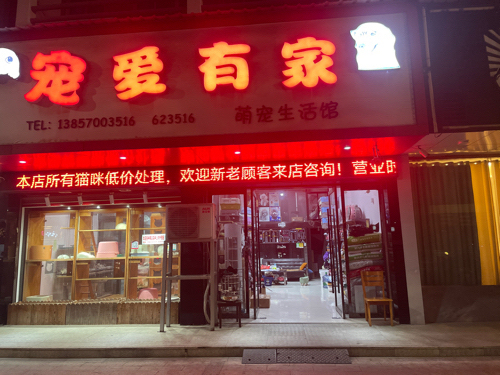 宠爱有家
TEL: 13857003516 623516
萌宠生活馆
本店所有猫咪低价处理，欢迎新老顾客来店咨询！营业时